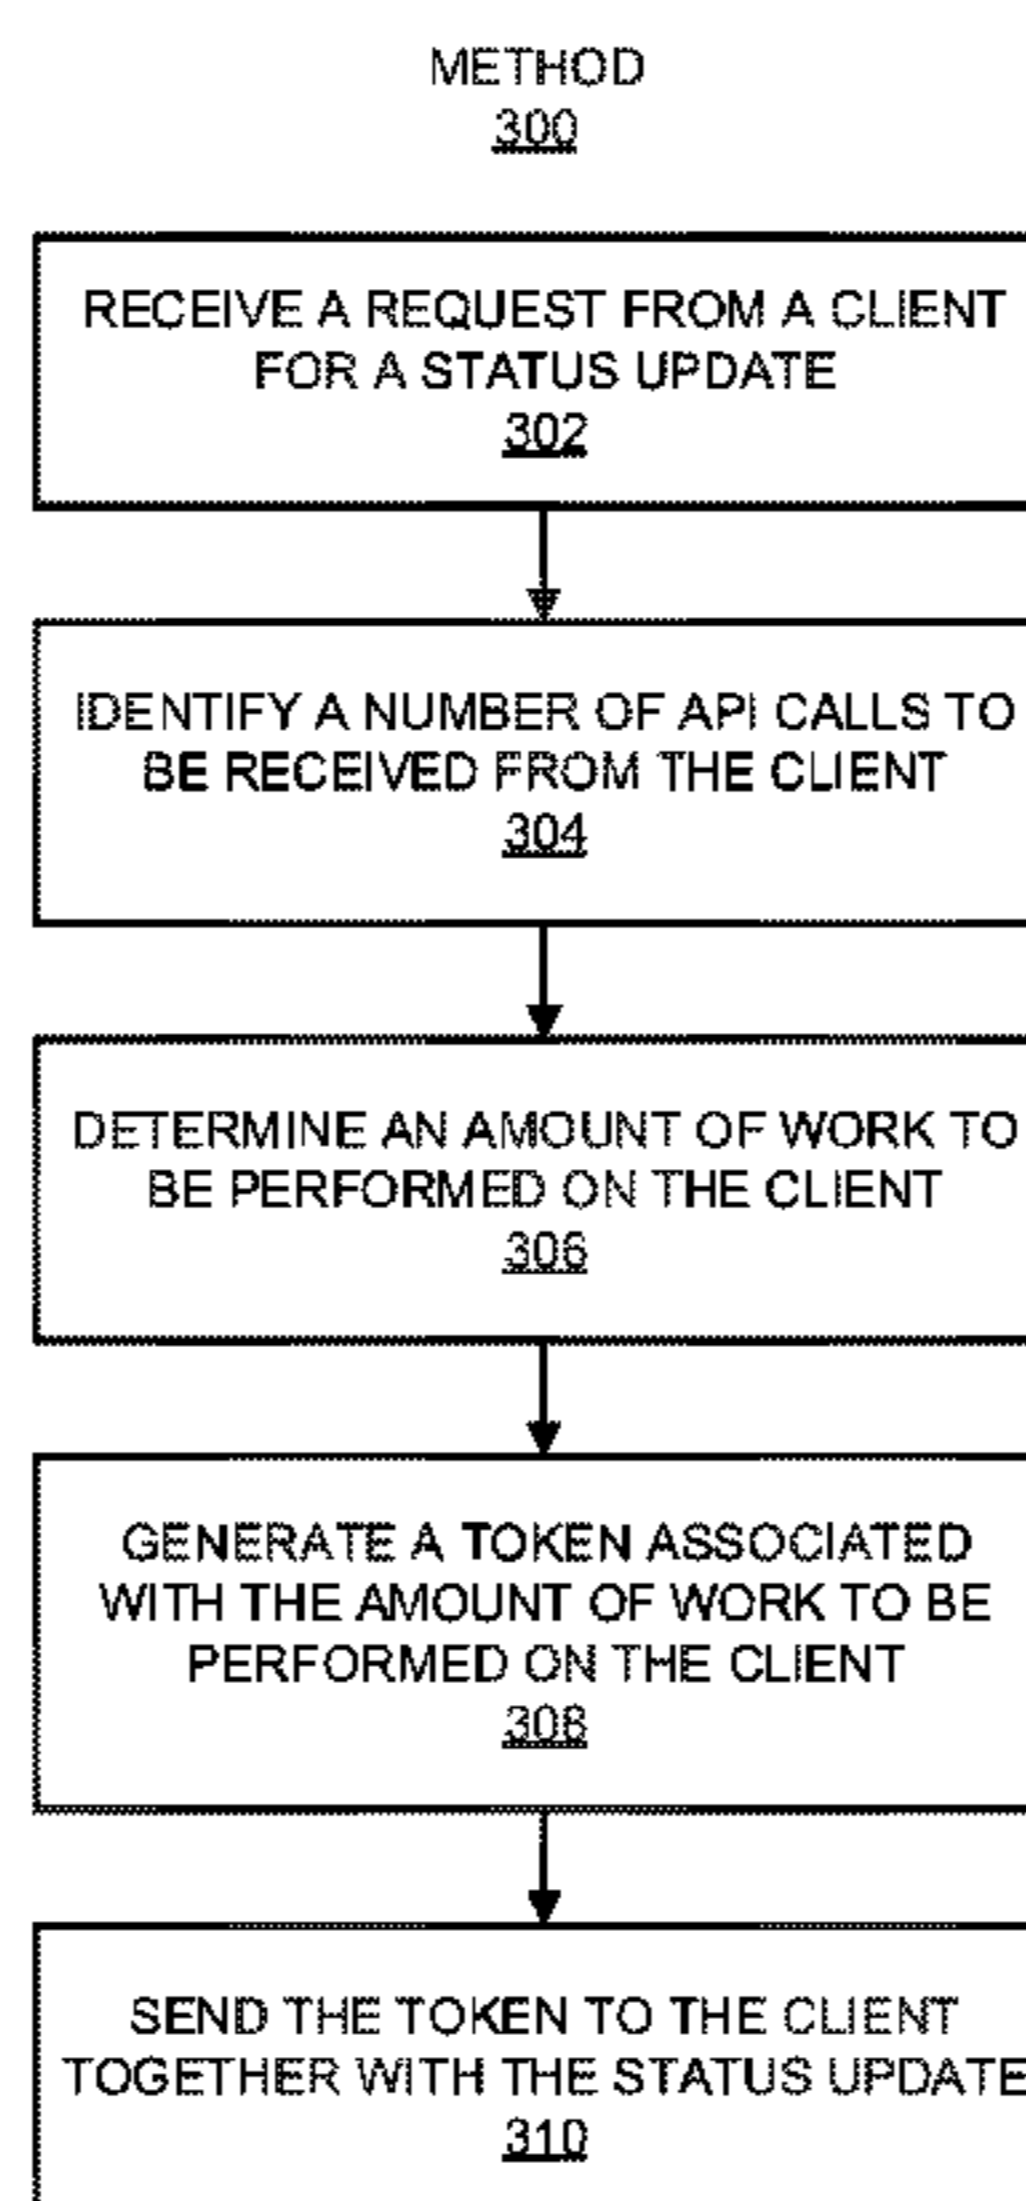 METHOD
300
RECEIVE A REQUEST FROM A CLIENT
FOR A STATUS UPDATE
302
IDENTIFY A NUMBER OF API CALLS TO
BE RECEIVED FROM THE CLIENT
304
DETERMINE AN AMOUNT OF WORK TO
BE PERFORMED ON THE CLIENT
306
GENERATE A TOKEN ASSOCIATED
WITH THE AMOUNT OF WORK TO BE
PERFORMED ON THE CLIENT
308
SEND THE TOKEN TO THE CLIENT
TOGETHER WITH THE STATUS UPDATE
310